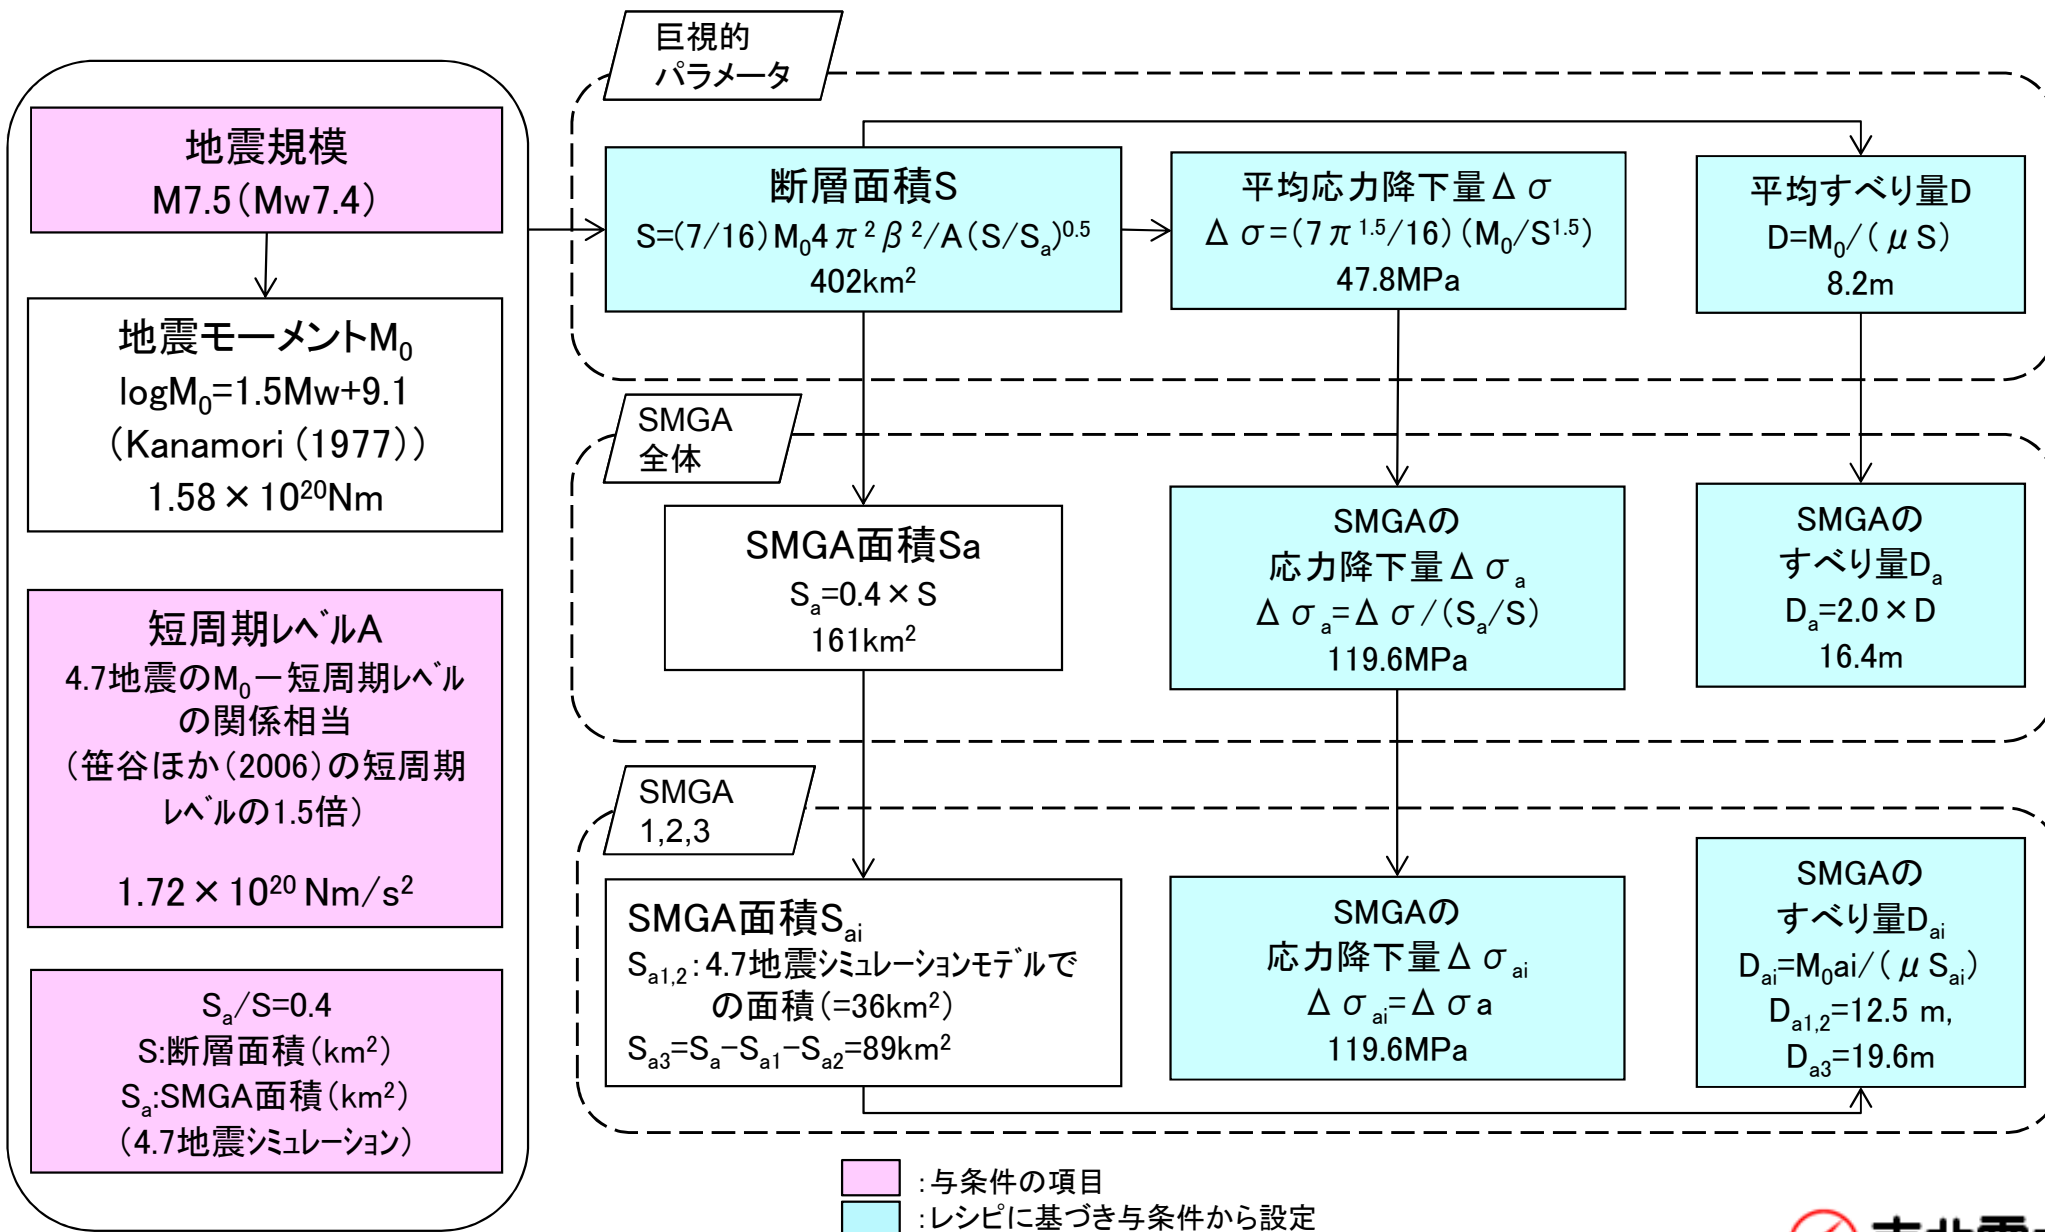 地震規模
M7.5(Mw7.4)
地震モーメントM₀
logM₀=1.5Mw+9.1
(Kanamori (1977))
1.58×10²⁰Nm
短周期レベルA
4.7地震のM₀－短周期レベル
の関係相当
(笹谷ほか(2006)の短周期
レベルの1.5倍)
1.72×10²⁰ Nm/s²
Sₐ/S=0.4
S:断層面積(km²)
Sₐ:SMGA面積(km²)
(4.7地震シミュレーション)
巨視的
パラメータ
断層面積S
S=(7/16)M₀4π²β²/A(S/Sₐ)^0.5
402km²
平均応力降下量Δσ
Δσ=(7π^1.5/16)(M₀/S^1.5)
47.8MPa
平均すべり量D
D=M₀/(μS)
8.2m
SMGA
全体
SMGA面積Sa
Sₐ=0.4×S
161km²
SMGAの
応力降下量Δσₐ
Δσₐ=Δσ/(Sₐ/S)
119.6MPa
SMGAの
すべり量Dₐ
Dₐ=2.0×D
16.4m
SMGA
1,2,3
SMGA面積Sₐᵢ
Sₐ₁,₂:4.7地震シミュレーションモデルで
の面積(=36km²)
Sₐ₃=Sₐ-Sₐ₁-Sₐ₂=89km²
SMGAの
応力降下量Δσₐᵢ
Δσₐᵢ=Δσa
119.6MPa
SMGAの
すべり量Dₐᵢ
Dₐᵢ=M₀ai/(μSₐᵢ)
Dₐ₁,₂=12.5 m,
Dₐ₃=19.6m
:与条件の項目
:レシピに基づき与条件から設定